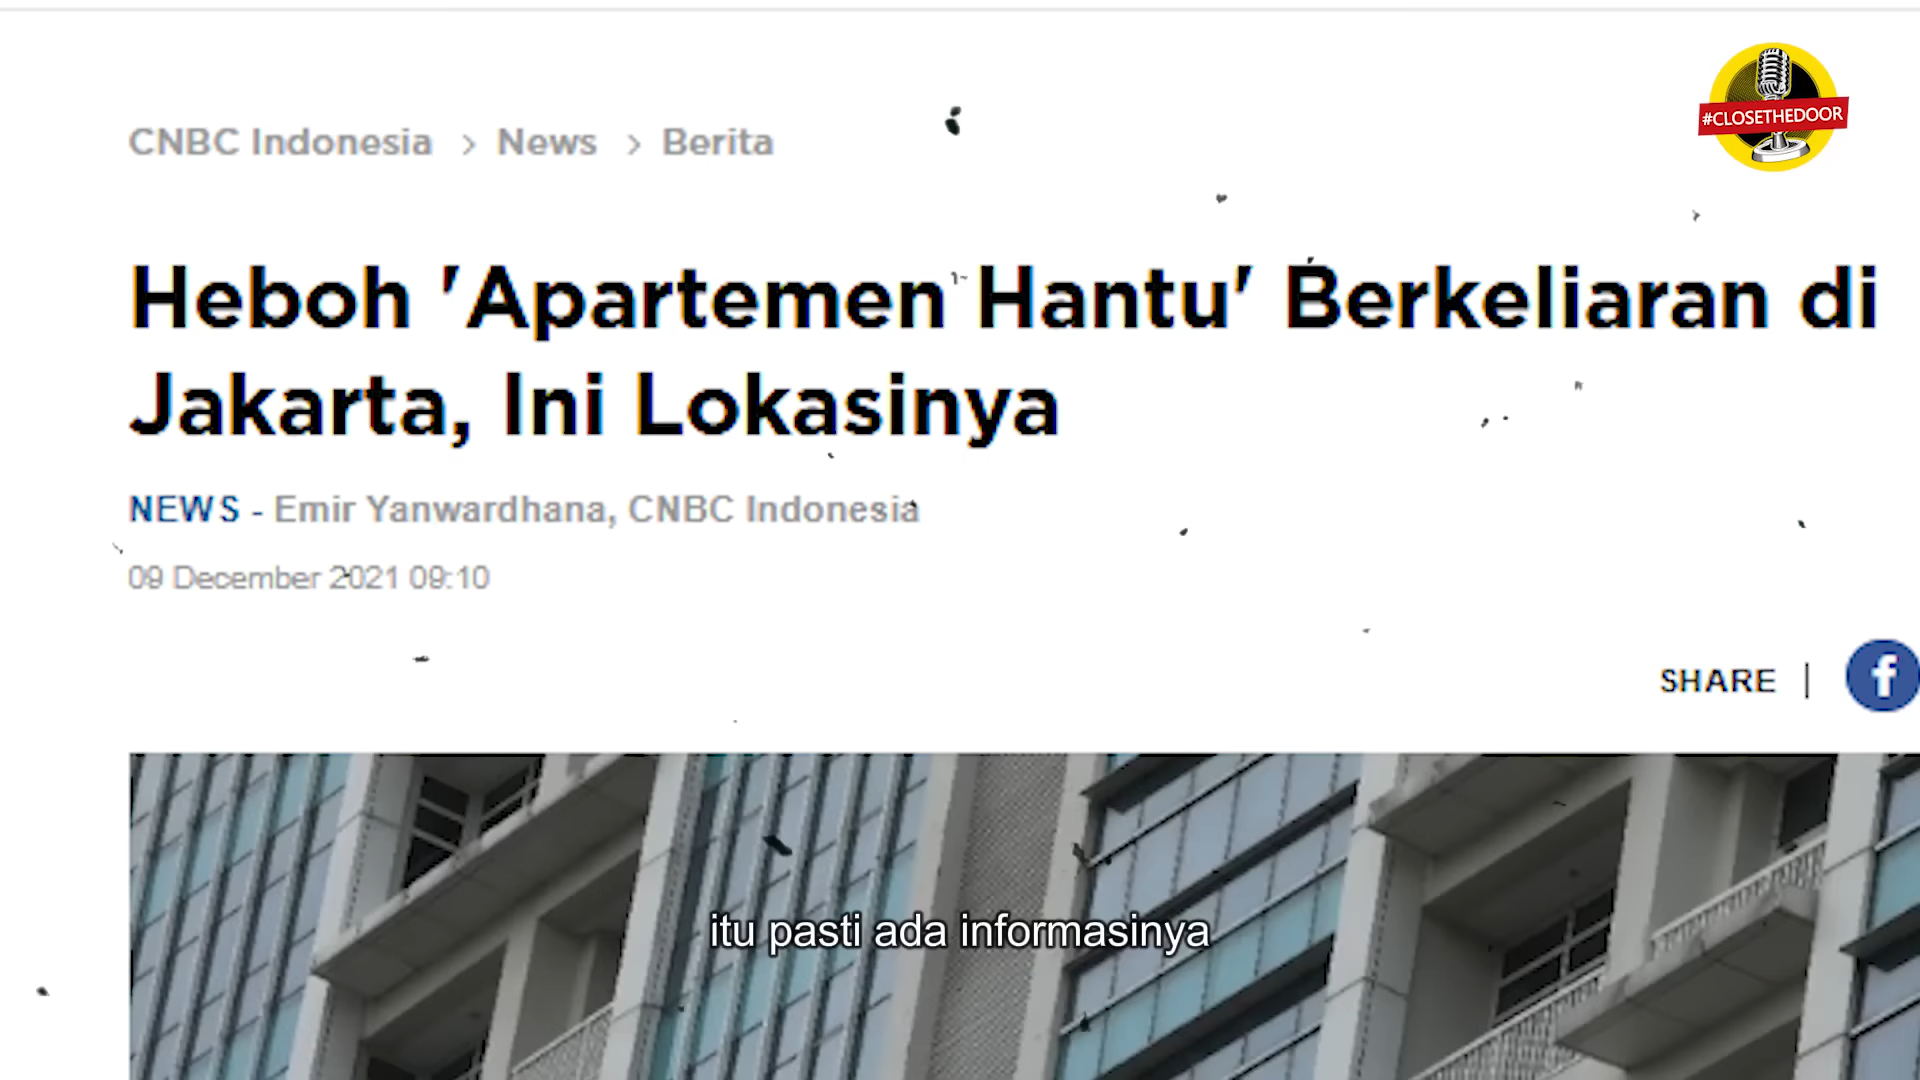 #CLOSETHEDOOR
CNBC Indonesia > News > Berita
Heboh 'Apartemen Hantu' Berkeliaran di
Jakarta, Ini Lokasinya
NEWS - Emir Yanwardhana, CNBC Indonesia
09 December 2021 09:10
SHARE |
f
itu pasti ada informasinya